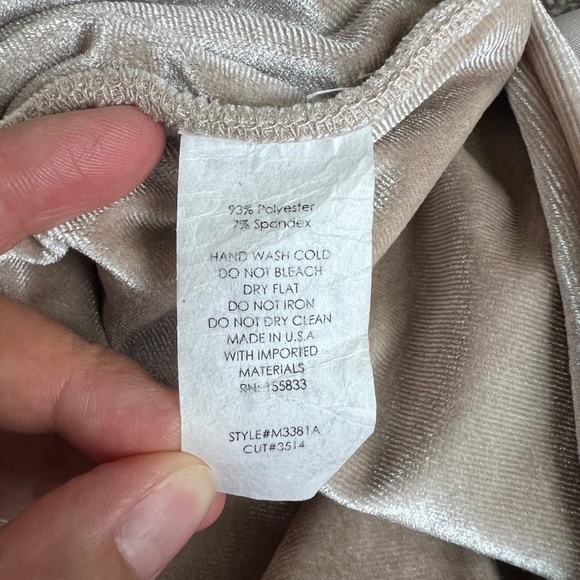 93% Polyester
7% Spandex
HAND WASH COLD
DO NOT BLEACH
DRY FLAT
DO NOT IRON
DO NOT DRY CLEAN
MADE IN U.S.A
WITH IMPORTED
MATERIALS
RN: 155833
STYLE#M3381A
CUT#3514